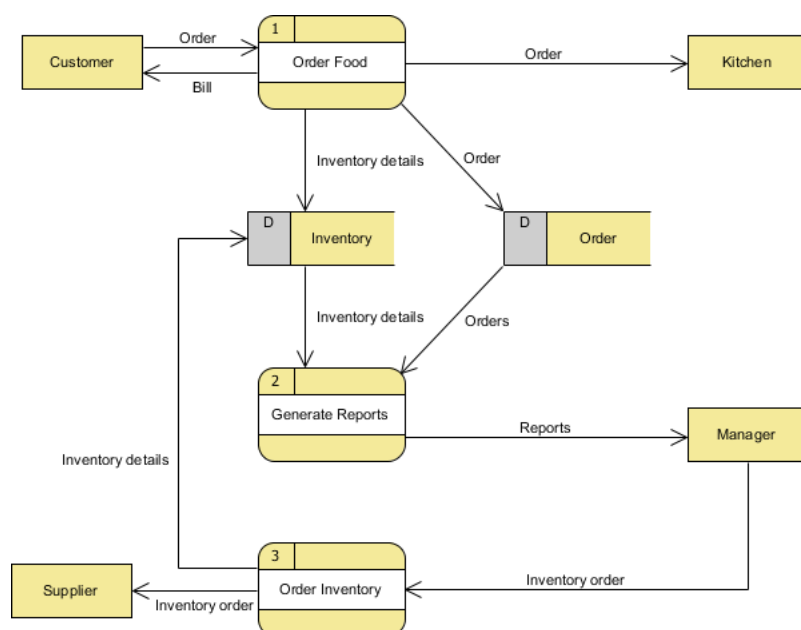 1
Order
Customer
Order Food
Order
Kitchen
Bill
Inventory details
Order
D
Inventory
D
Order
Inventory details
Orders
2
Generate Reports
Reports
Manager
Inventory details
3
Supplier
Order Inventory
Inventory order
Inventory order